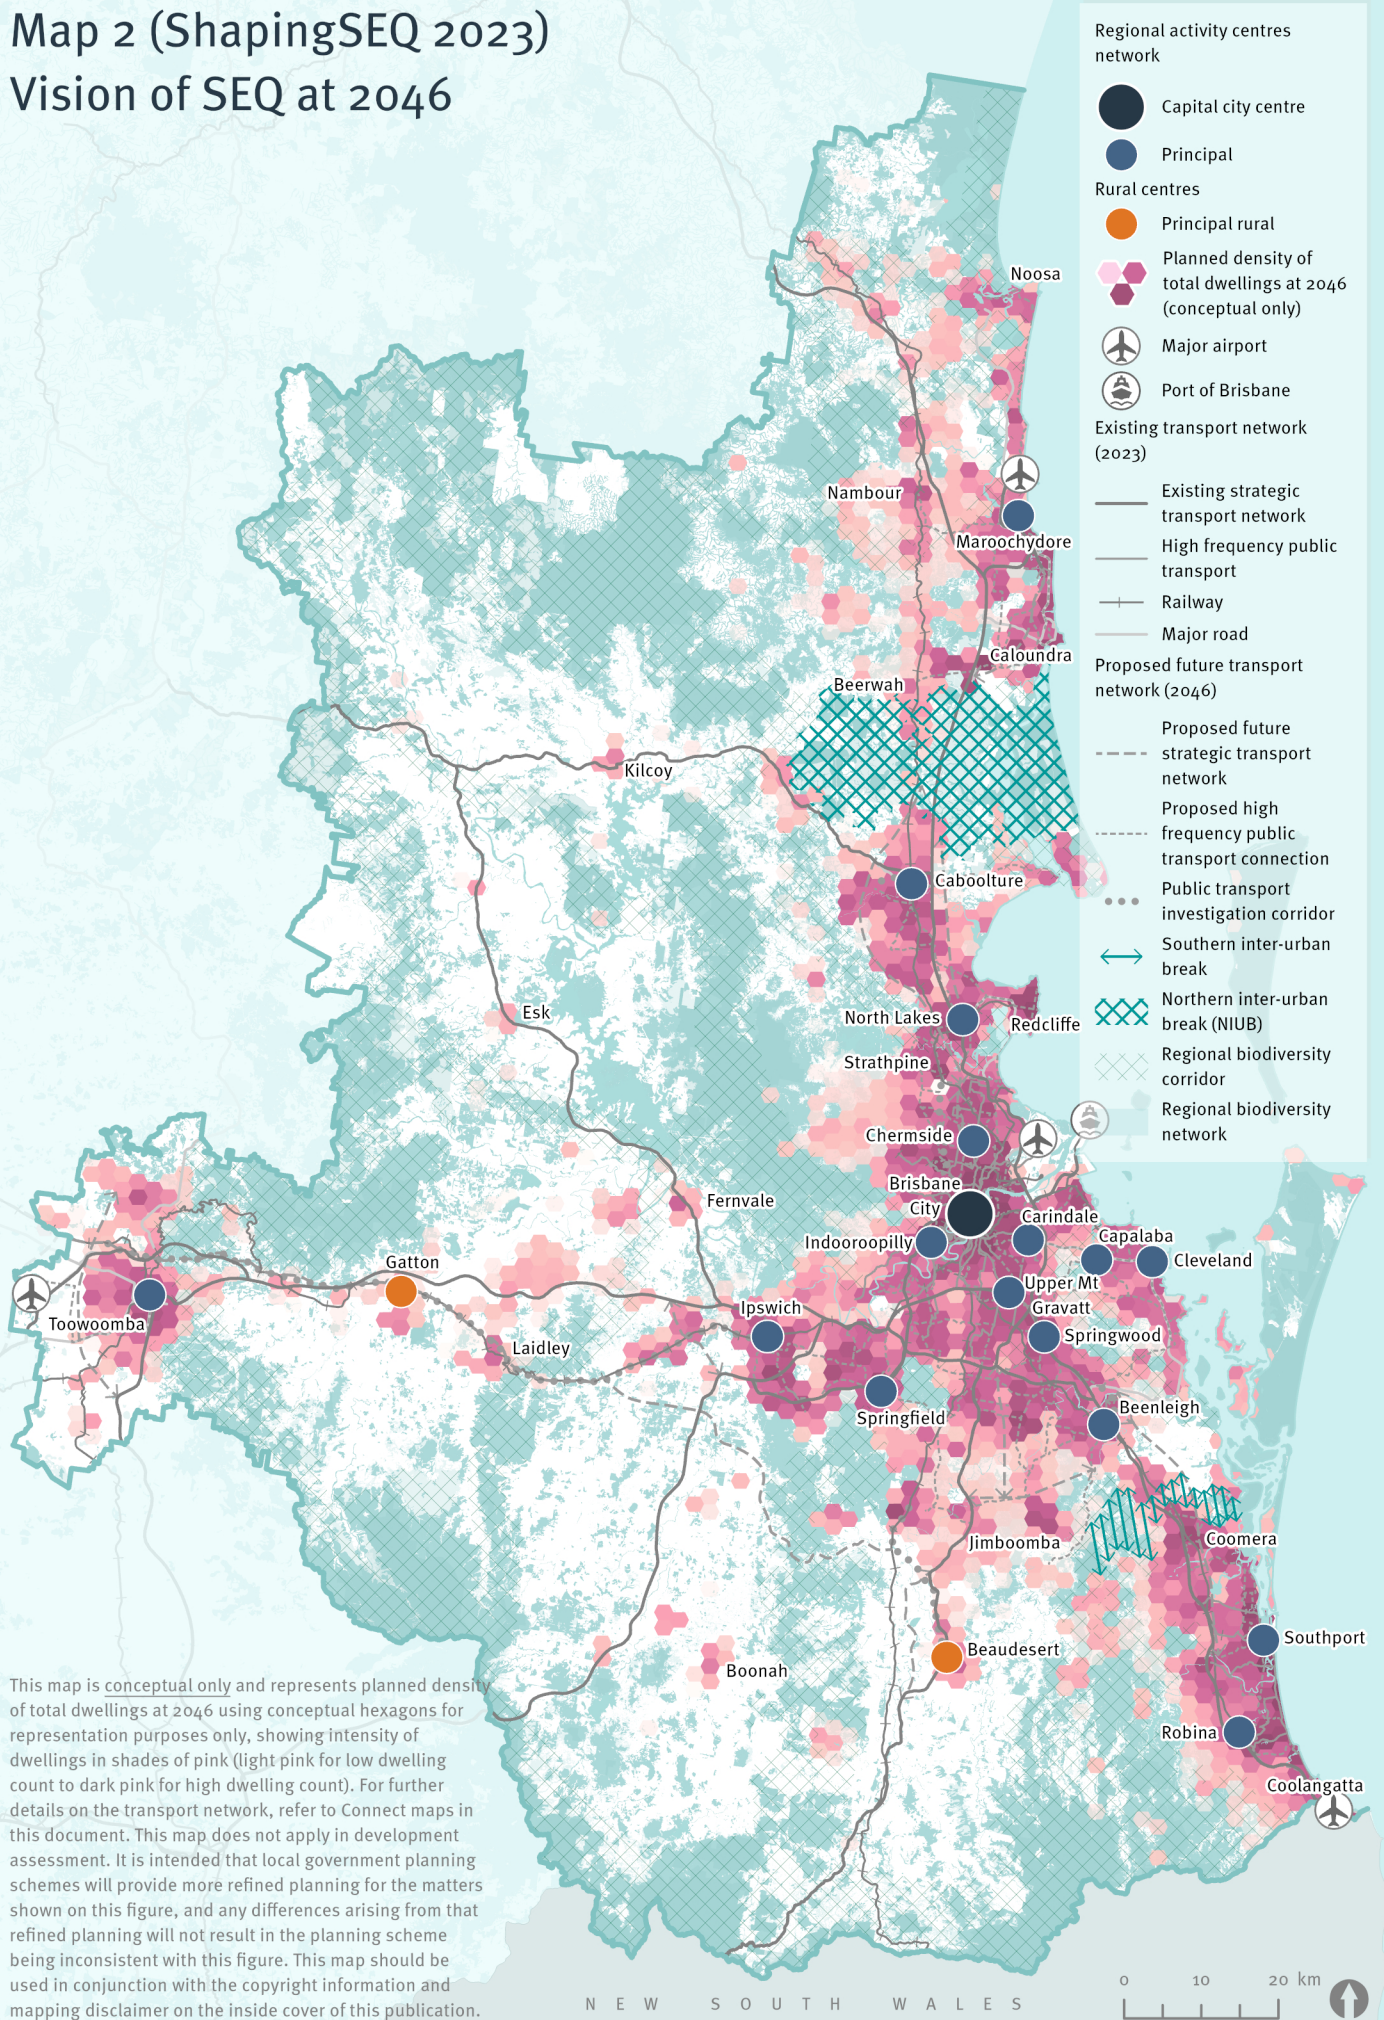 Map 2 (ShapingSEQ 2023)
Vision of SEQ at 2046
Regional activity centres
network
Capital city centre
Principal
Rural centres
Principal rural
Planned density of
total dwellings at 2046
(conceptual only)
Major airport
Port of Brisbane
Existing transport network
(2023)
Existing strategic
transport network
High frequency public
transport
Railway
Major road
Proposed future transport
network (2046)
Proposed future
strategic transport
network
Proposed high
frequency public
transport connection
Public transport
investigation corridor
Southern inter-urban
break
Northern inter-urban
break (NIUB)
Regional biodiversity
corridor
Regional biodiversity
network
Noosa
Nambour
Maroochydore
Caloundra
Beerwah
Kilcoy
Caboolture
Esk
North Lakes
Redcliffe
Strathpine
Chermside
Brisbane
City
Fernvale
Carindale
Indooroopilly
Capalaba
Cleveland
Gatton
Upper Mt
Gravatt
Ipswich
Toowoomba
Springwood
Laidley
Springfield
Beenleigh
Jimboomba
Coomera
Southport
Beaudesert
Boonah
Robina
Coolangatta
This map is conceptual only and represents planned density
of total dwellings at 2046 using conceptual hexagons for
representation purposes only, showing intensity of
dwellings in shades of pink (light pink for low dwelling
count to dark pink for high dwelling count). For further
details on the transport network, refer to Connect maps in
this document. This map does not apply in development
assessment. It is intended that local government planning
schemes will provide more refined planning for the matters
shown on this figure, and any differences arising from that
refined planning will not result in the planning scheme
being inconsistent with this figure. This map should be
used in conjunction with the copyright information and
mapping disclaimer on the inside cover of this publication.
NEW SOUTH WALES
0 10 20 km